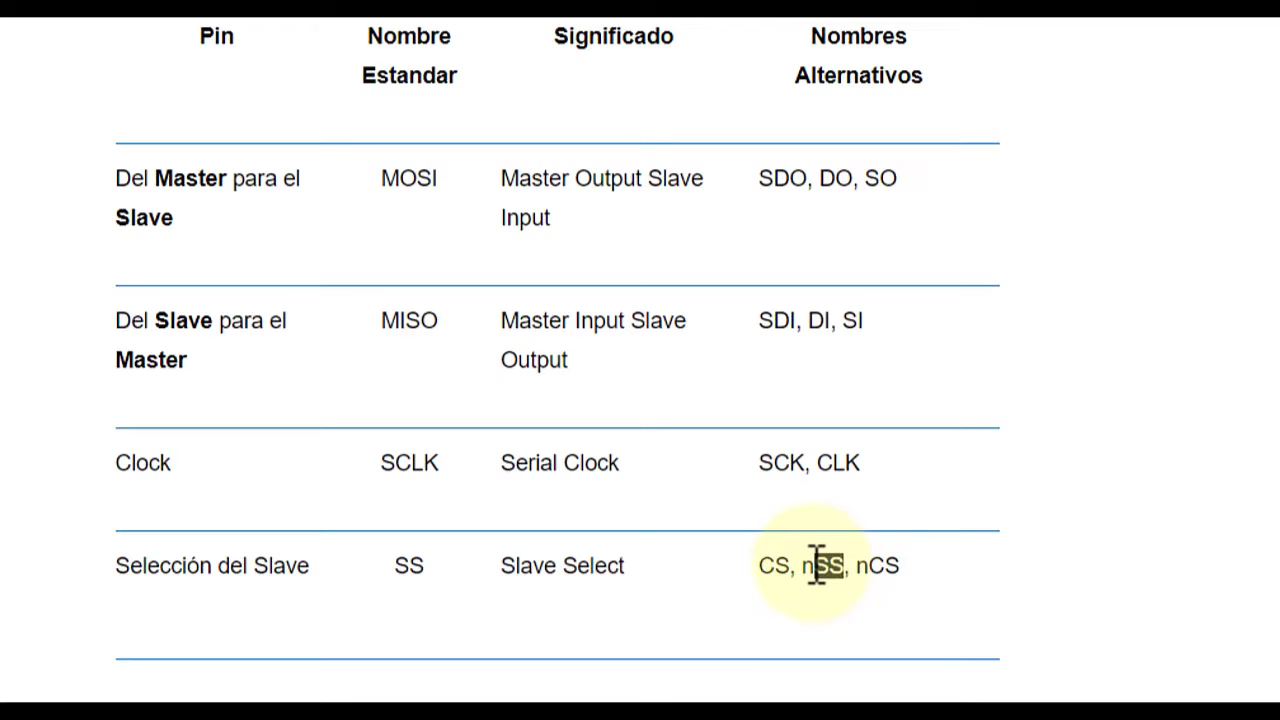 Pin Nombre Significado Nombres
Estandar Alternativos
Del Master para el MOSI Master Output Slave SDO, DO, SO
Slave Input
Del Slave para el MISO Master Input Slave SDI, DI, SI
Master Output
Clock SCLK Serial Clock SCK, CLK
Selección del Slave SS Slave Select CS, nSS, nCS